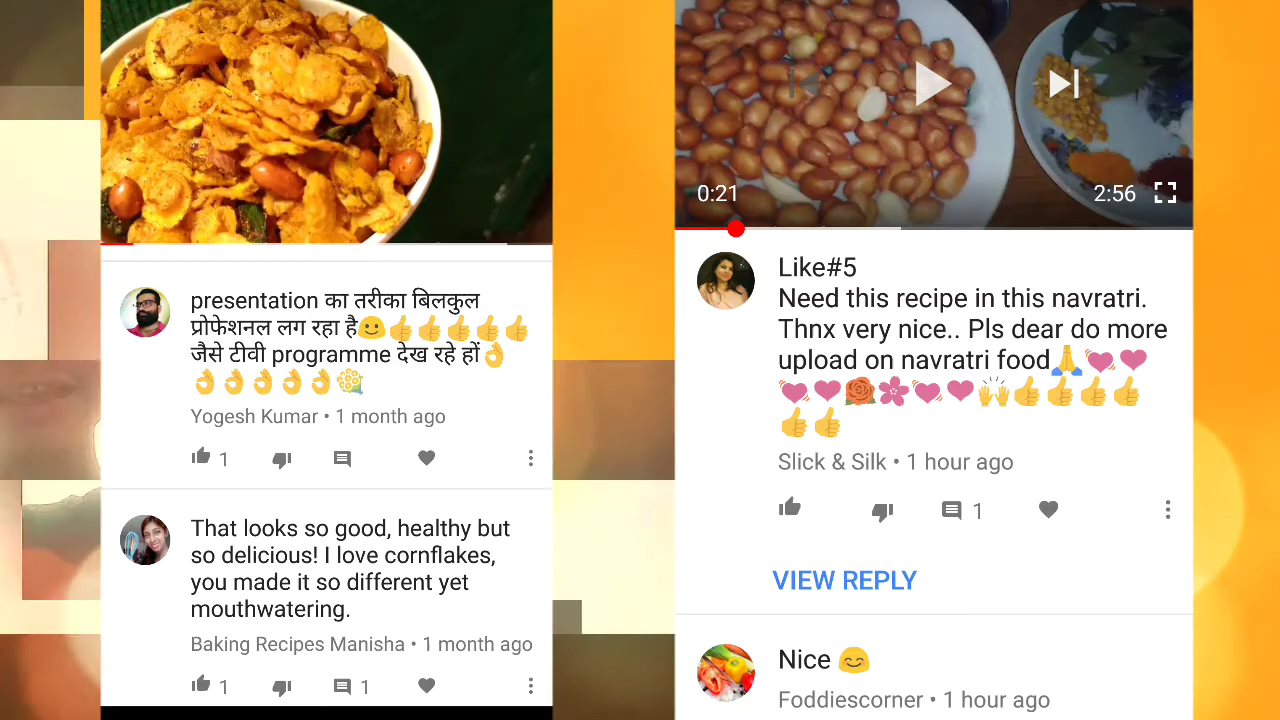 presentation का तरीका बिलकुल
प्रोफेशनल लग रहा है🙂👍👍👍👍👍
जैसे टीवी programme देख रहे हों👌
👌👌👌👌👌💐
Yogesh Kumar • 1 month ago
1
That looks so good, healthy but
so delicious! I love cornflakes,
you made it so different yet
mouthwatering.
Baking Recipes Manisha • 1 month ago
1 1
0:21 2:56
Like#5
Need this recipe in this navratri.
Thnx very nice.. Pls dear do more
upload on navratri food🙏💓❤
💓❤🌹🌸💓❤🙌👍👍👍👍
👍👍
Slick & Silk • 1 hour ago
1
VIEW REPLY
Nice 😊
Foddiescorner • 1 hour ago